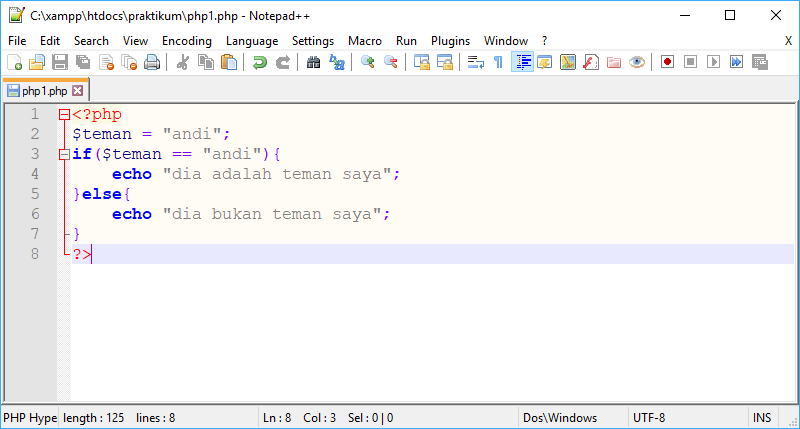 C:\xampp\htdocs\praktikum\php1.php - Notepad++
File Edit Search View Encoding Language Settings Macro Run Plugins Window ? X
php1.php
1 <?php
2 $teman = "andi";
3 if($teman == "andi"){
4 echo "dia adalah teman saya";
5 }else{
6 echo "dia bukan teman saya";
7 }
8 ?>
PHP Hype length : 125 lines : 8 Ln : 8 Col : 3 Sel : 0 | 0 Dos\Windows UTF-8 INS